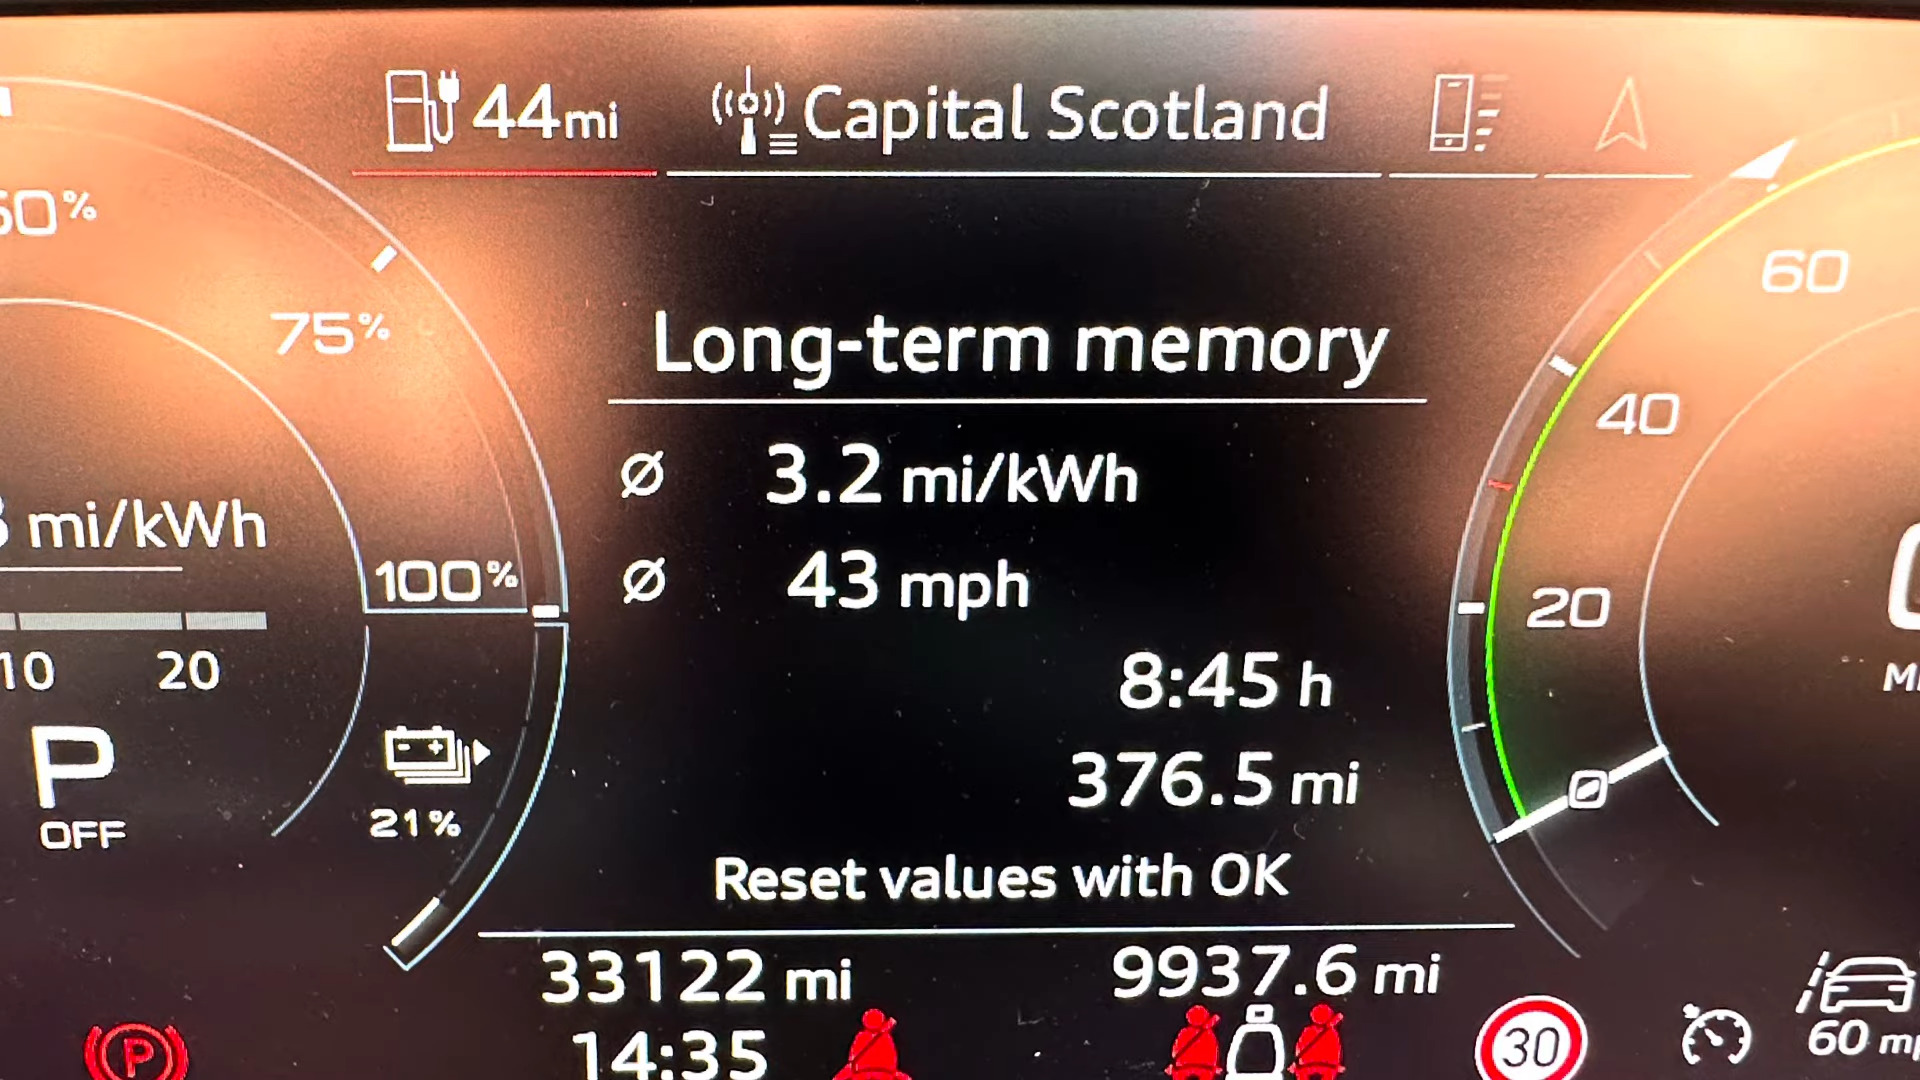 44mi
Capital Scotland
75%
60
Long-term memory
40
3.2 mi/kWh
mi/kWh
100%
43 mph
20
10 20
8:45 h
P
OFF
21%
376.5 mi
0
Reset values with OK
33122 mi
9937.6 mi
14:35
P
30
60